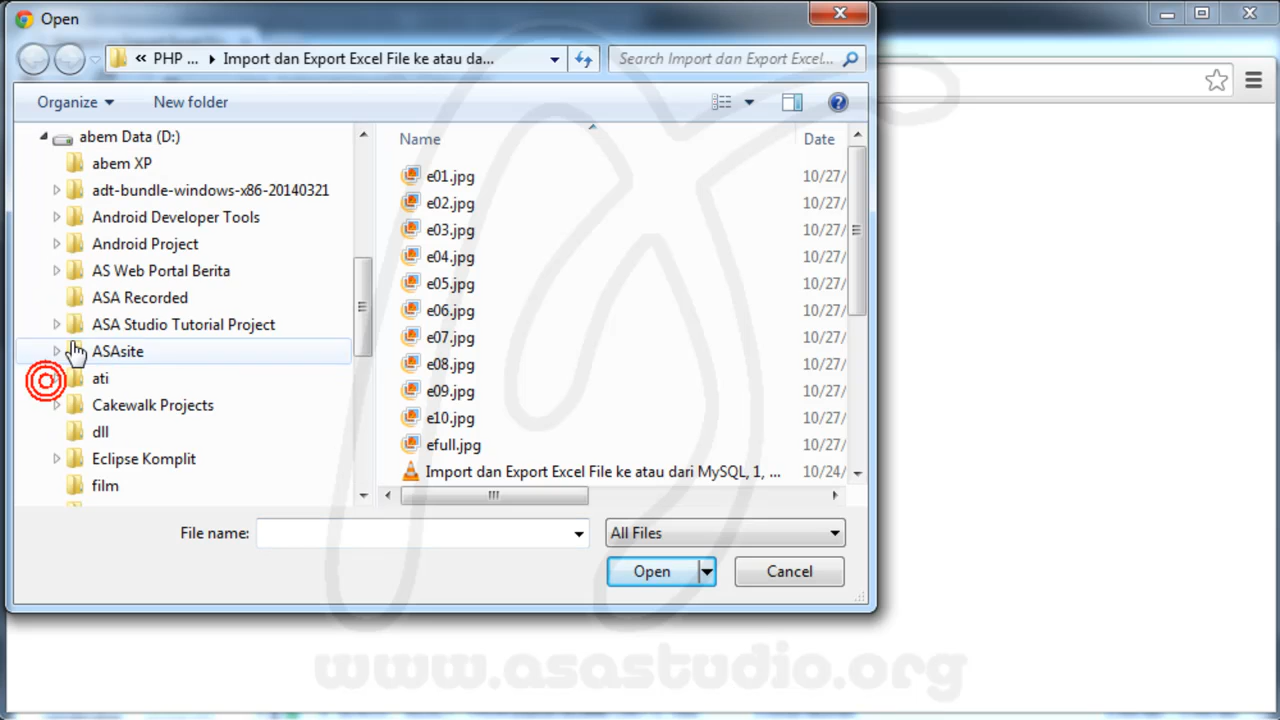 Open
« PHP ... Import dan Export Excel File ke atau da...
Search Import dan Export Excel...
Organize
New folder
abem Data (D:)
abem XP
adt-bundle-windows-x86-20140321
Android Developer Tools
Android Project
AS Web Portal Berita
ASA Recorded
ASA Studio Tutorial Project
ASAsite
ati
Cakewalk Projects
dll
Eclipse Komplit
film
Name
Date
e01.jpg
10/27/
e02.jpg
10/27/
e03.jpg
10/27/
e04.jpg
10/27/
e05.jpg
10/27/
e06.jpg
10/27/
e07.jpg
10/27/
e08.jpg
10/27/
e09.jpg
10/27/
e10.jpg
10/27/
efull.jpg
10/27/
Import dan Export Excel File ke atau dari MySQL, 1, ...
10/24/
File name:
All Files
Open
Cancel
www.asastudio.org